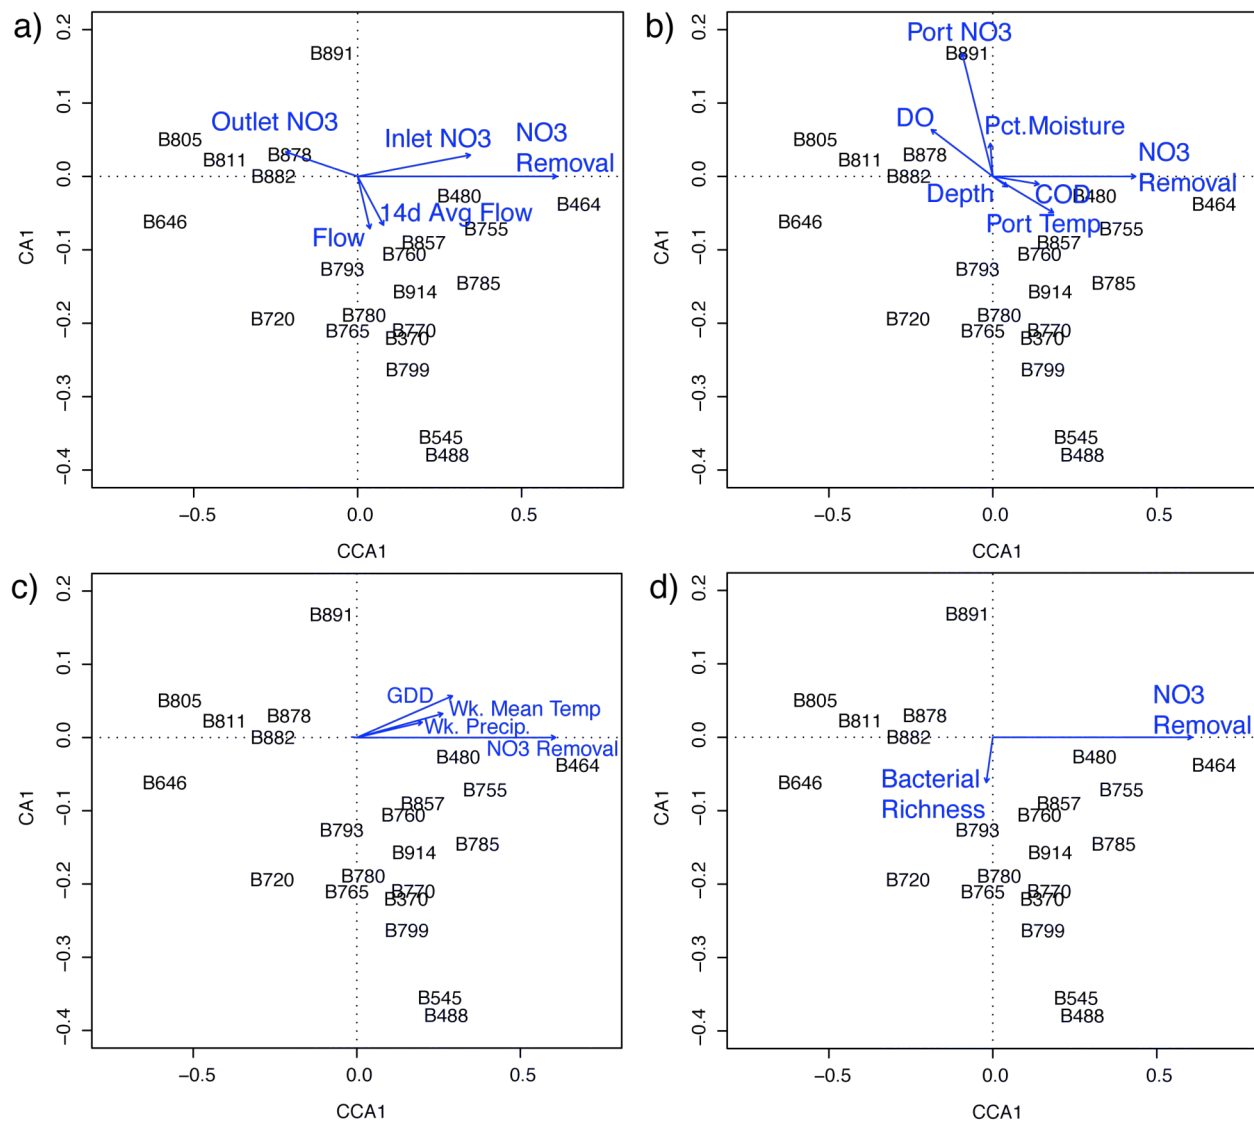 a)
0.2
0.1
0.0
−0.1
−0.2
−0.3
−0.4
CA1
B891
Outlet NO3
Inlet NO3
NO3
Removal
B805
B811
B878
B882
B480
B464
B646
14d Avg Flow
Flow
B755
B857
B760
B793
B785
B914
B720
B780
B765
B770
B370
B799
B545
B488
−0.5
0.0
0.5
CCA1
b)
0.2
0.1
0.0
−0.1
−0.2
−0.3
−0.4
CA1
Port NO3
B891
DO
Pct.Moisture
NO3
Removal
B805
B811
B878
B882
Depth
COD
B480
B464
B646
Port Temp
B755
B857
B760
B793
B785
B914
B720
B780
B765
B770
B370
B799
B545
B488
−0.5
0.0
0.5
CCA1
c)
0.2
0.1
0.0
−0.1
−0.2
−0.3
−0.4
CA1
B891
GDD
Wk. Mean Temp
Wk. Precip.
NO3 Removal
B805
B811
B878
B882
B480
B464
B646
B755
B857
B760
B793
B785
B914
B720
B780
B765
B770
B370
B799
B545
B488
−0.5
0.0
0.5
CCA1
d)
0.2
0.1
0.0
−0.1
−0.2
−0.3
−0.4
CA1
B891
NO3
Removal
B805
B811
B878
B882
B480
B464
B646
Bacterial
Richness
B755
B857
B760
B793
B785
B914
B720
B780
B765
B770
B370
B799
B545
B488
−0.5
0.0
0.5
CCA1